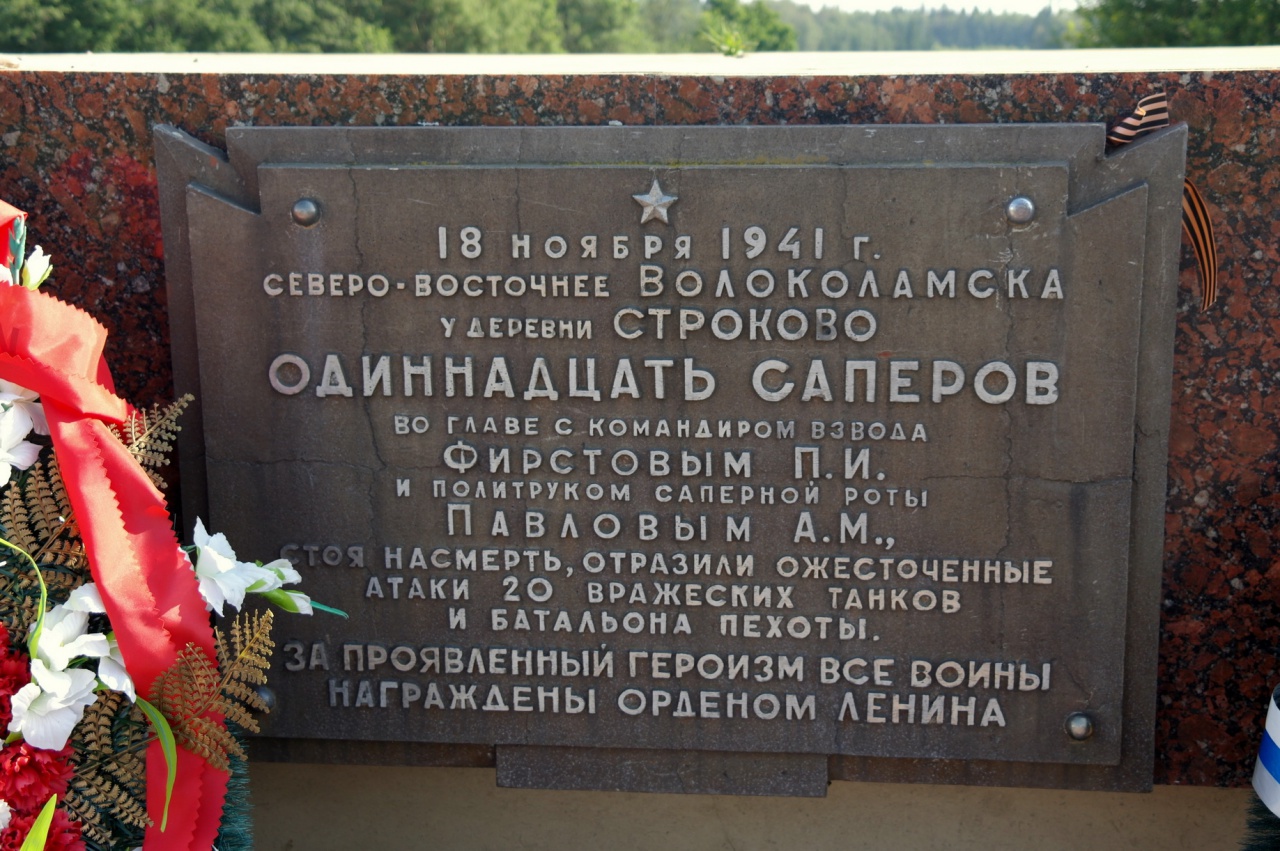 18 НОЯБРЯ 1941 г.
СЕВЕРО-ВОСТОЧНЕЕ ВОЛОКОЛАМСКА
У ДЕРЕВНИ СТРОКОВО
ОДИННАДЦАТЬ САПЕРОВ
ВО ГЛАВЕ С КОМАНДИРОМ ВЗВОДА
ФИРСТОВЫМ П.И.
И ПОЛИТРУКОМ САПЕРНОЙ РОТЫ
ПАВЛОВЫМ А.М.,
СТОЯ НАСМЕРТЬ, ОТРАЗИЛИ ОЖЕСТОЧЕННЫЕ
АТАКИ 20 ВРАЖЕСКИХ ТАНКОВ
И БАТАЛЬОНА ПЕХОТЫ.
ЗА ПРОЯВЛЕННЫЙ ГЕРОИЗМ ВСЕ ВОИНЫ
НАГРАЖДЕНЫ ОРДЕНОМ ЛЕНИНА